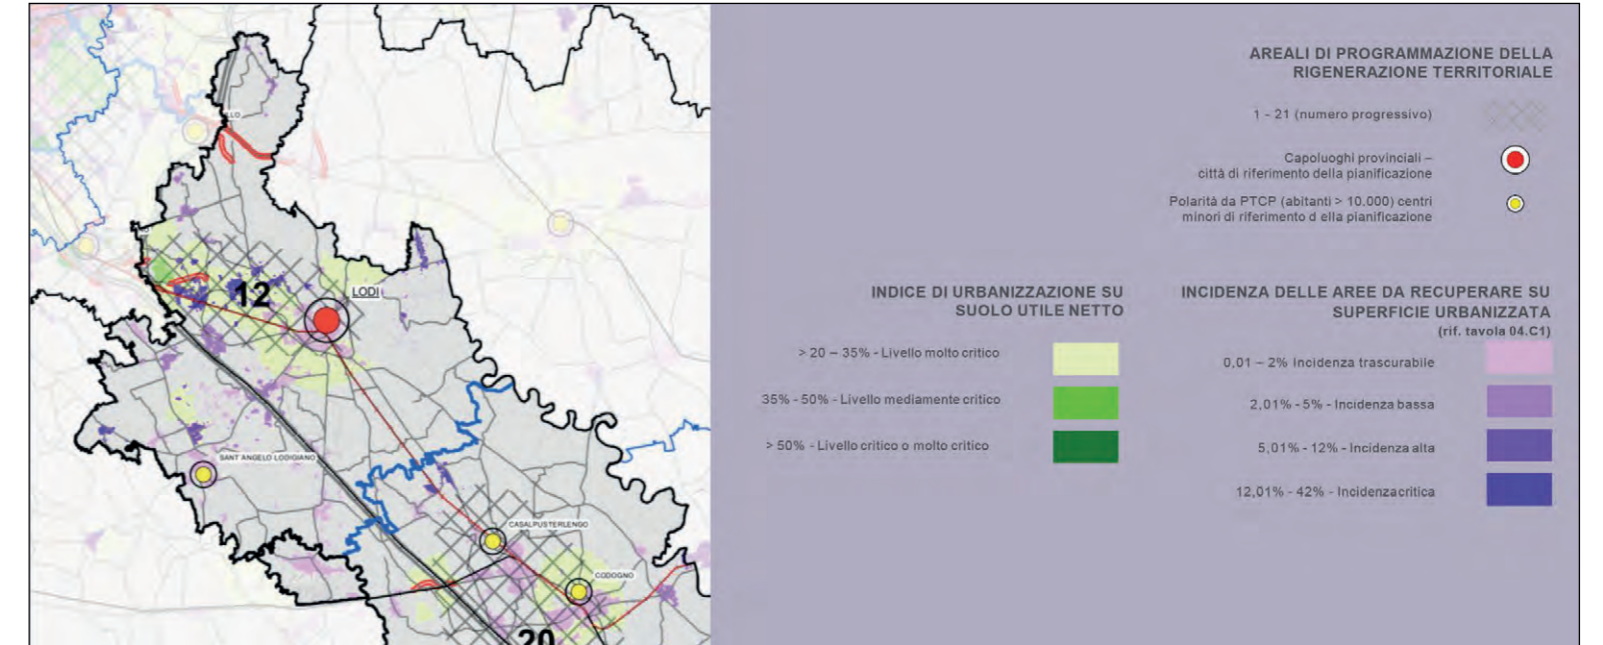 LLO
12
LODI
SANT ANGELO LODIGIANO
CASALPUSTERLENGO
CODOGNO
20
AREALI DI PROGRAMMAZIONE DELLA
RIGENERAZIONE TERRITORIALE
1 - 21 (numero progressivo)
Capoluoghi provinciali –
città di riferimento della pianificazione
Polarità da PTCP (abitanti > 10.000) centri
minori di riferimento d ella pianificazione
INDICE DI URBANIZZAZIONE SU
SUOLO UTILE NETTO
> 20 – 35% - Livello molto critico
35% - 50% - Livello mediamente critico
> 50% - Livello critico o molto critico
INCIDENZA DELLE AREE DA RECUPERARE SU
SUPERFICIE URBANIZZATA
(rif. tavola 04.C1)
0,01 – 2% Incidenza trascurabile
2,01% - 5% - Incidenza bassa
5,01% - 12% - Incidenza alta
12,01% - 42% - Incidenza critica